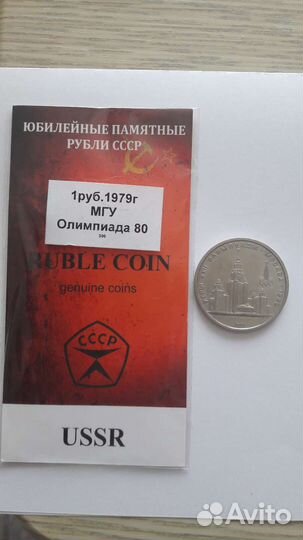 ЮБИЛЕЙНЫЕ ПАМЯТНЫЕ
РУБЛИ СССР
1руб.1979г
МГУ
Олимпиада 80
RUBLE COIN
genuine coins
СССР
USSR
Avito